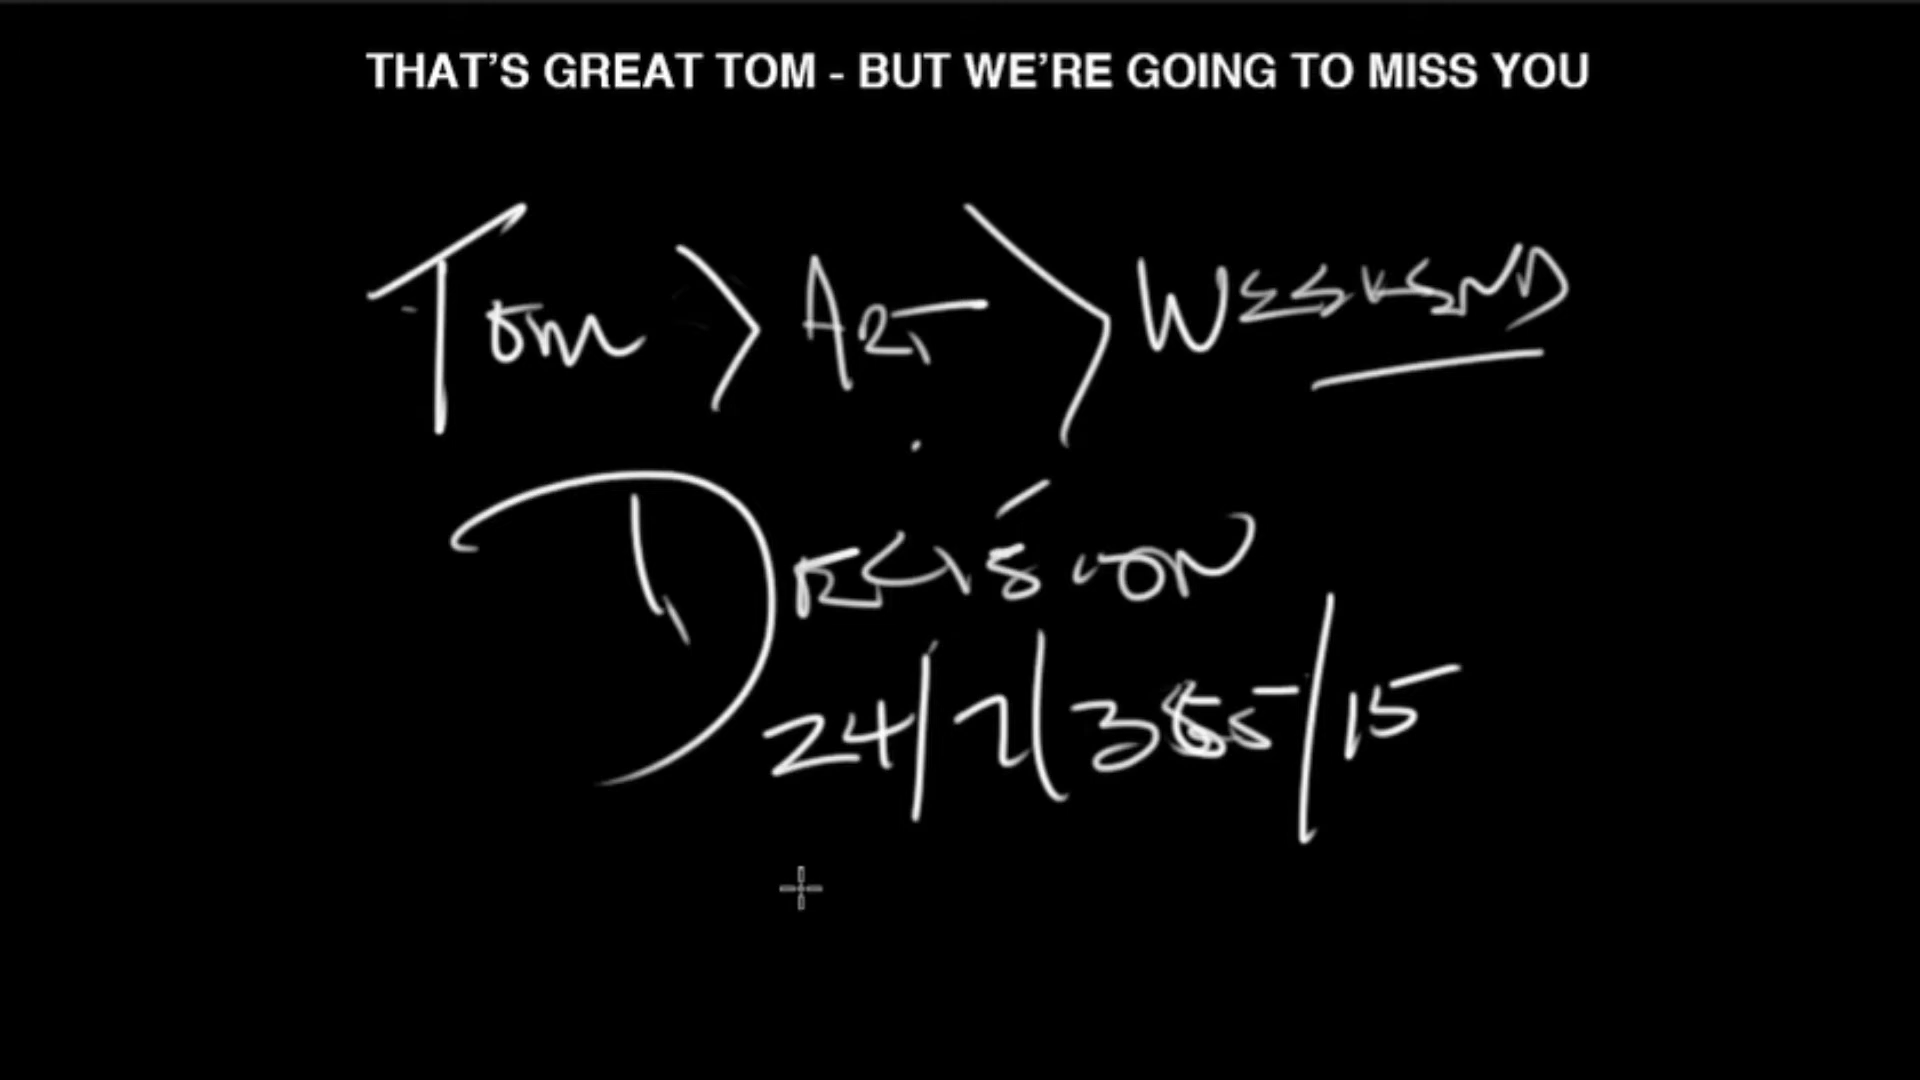 THAT'S GREAT TOM - BUT WE'RE GOING TO MISS YOU
TOM > ART > WEEKEND
DECISION
24/7/365/15